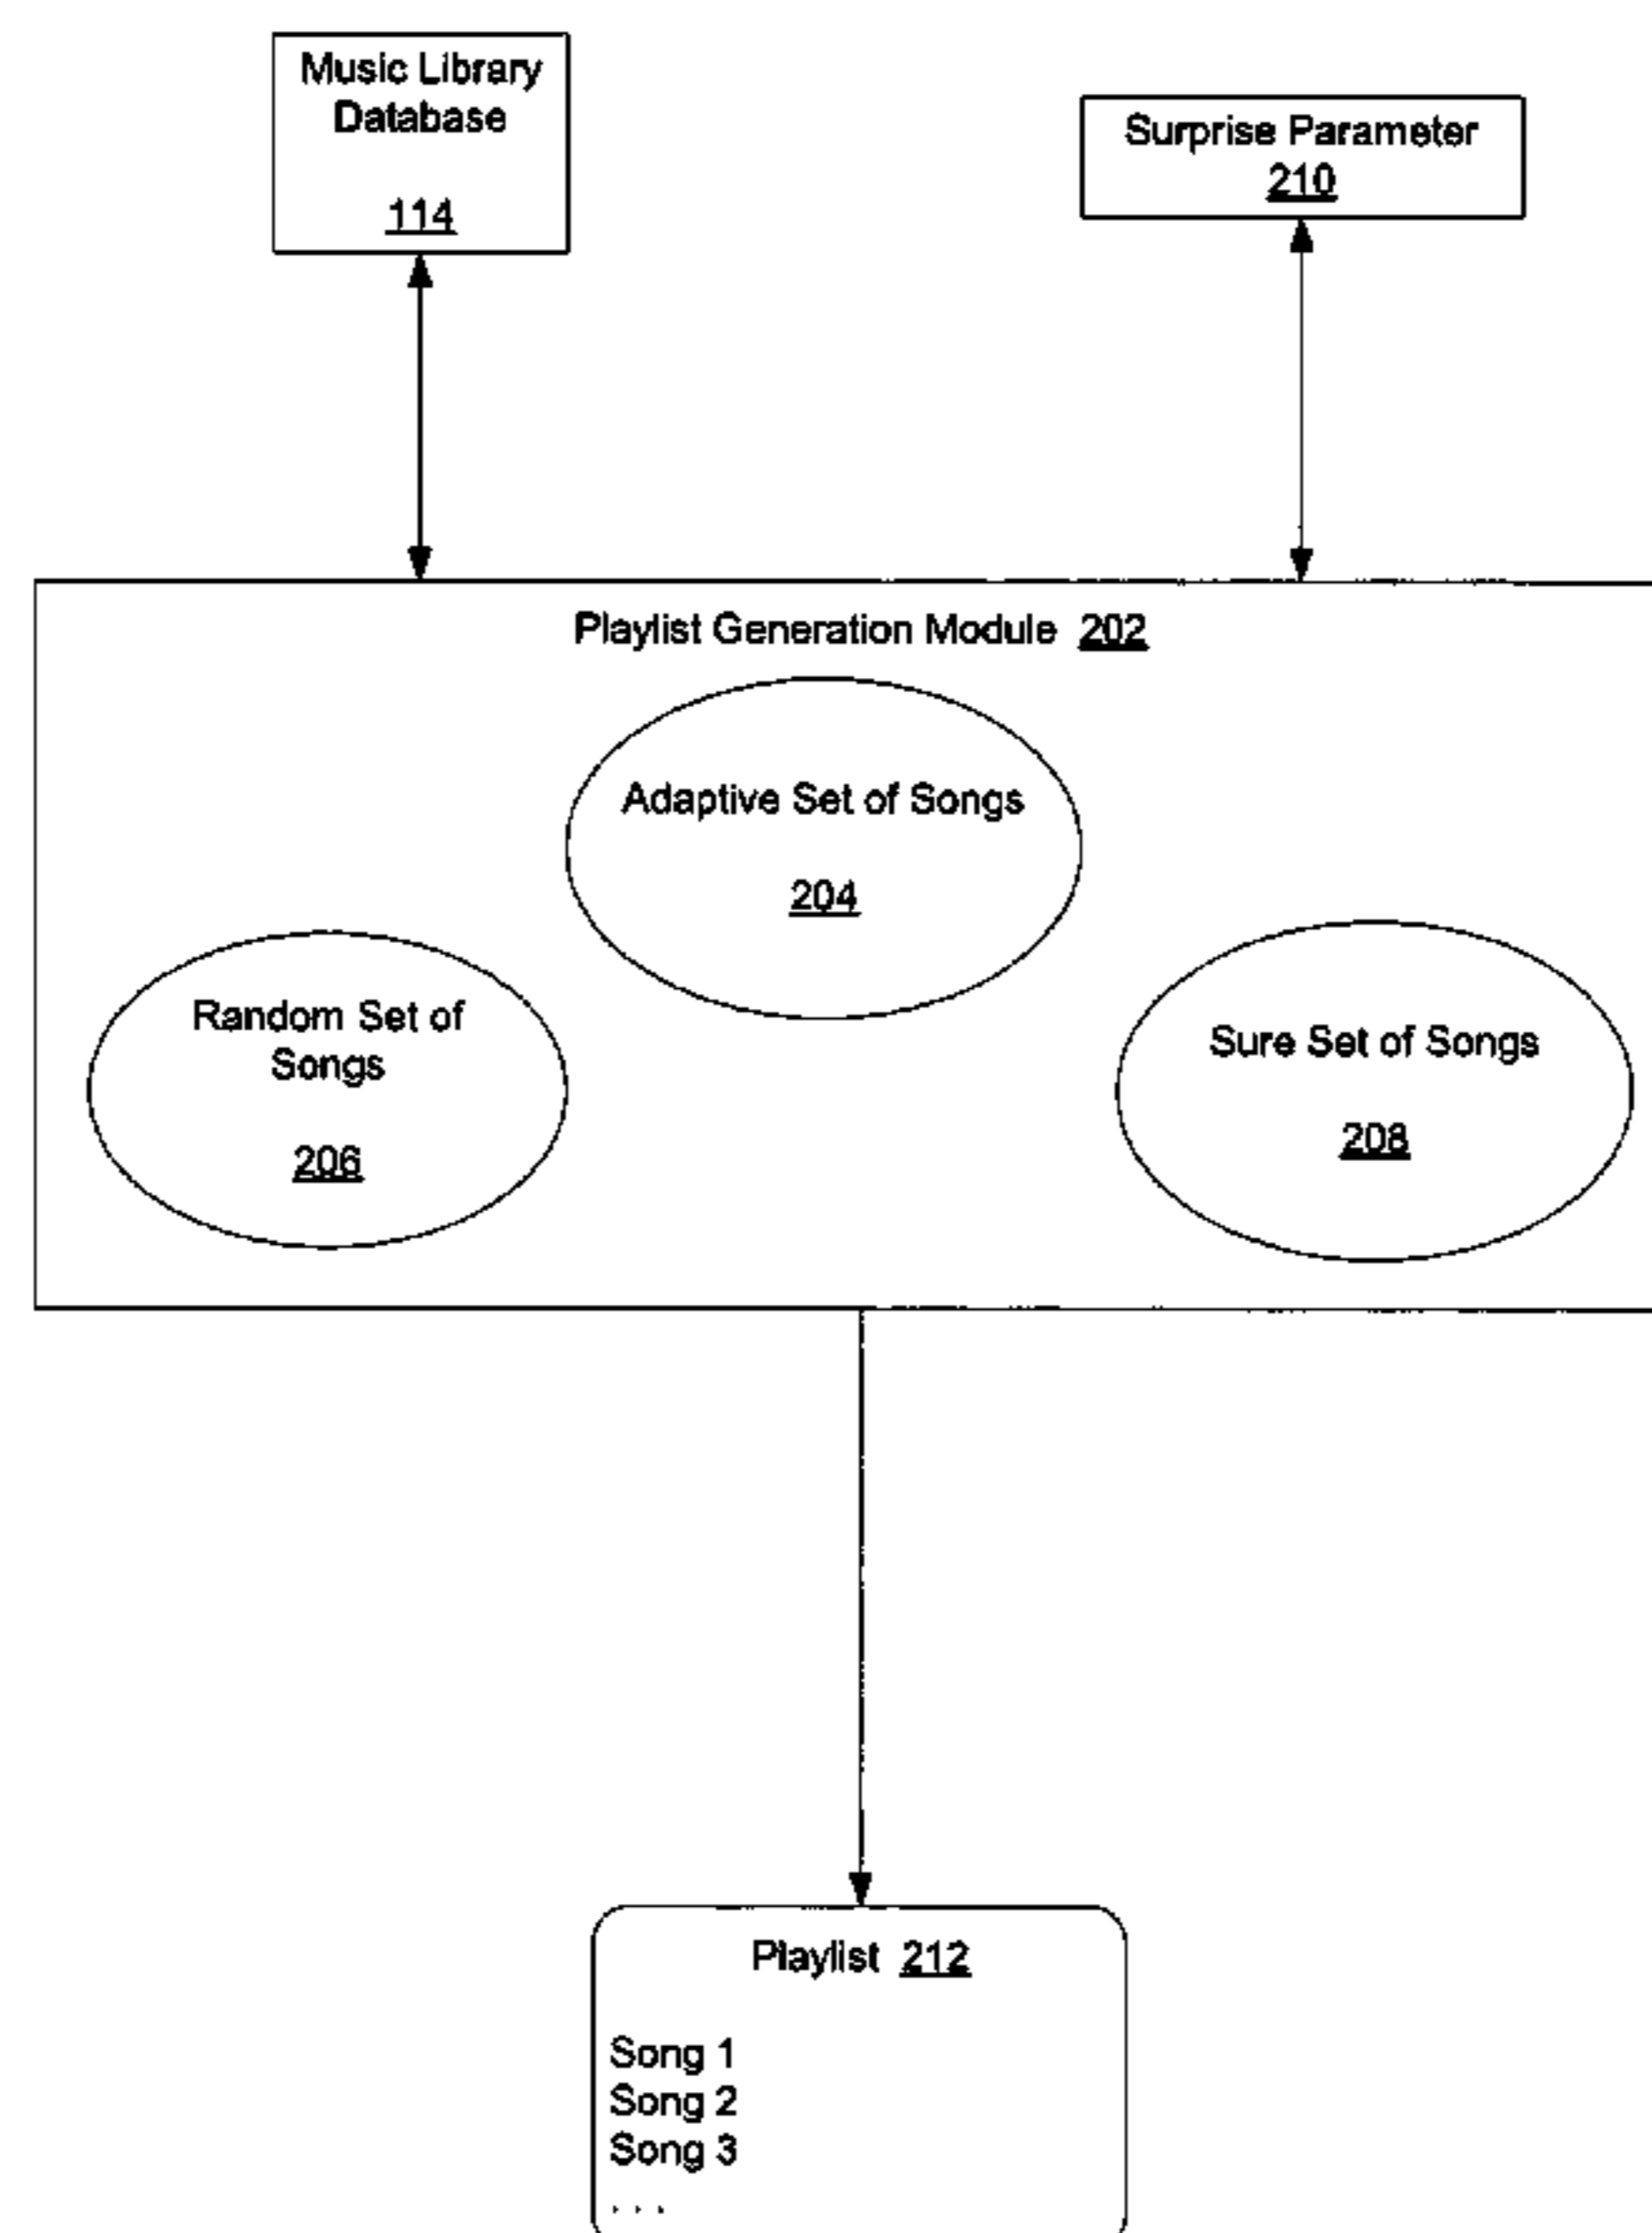 Music Library
Database
114
Surprise Parameter
210
Playlist Generation Module 202
Adaptive Set of Songs
204
Random Set of
Songs
206
Sure Set of Songs
208
Playlist 212
Song 1
Song 2
Song 3
. . .